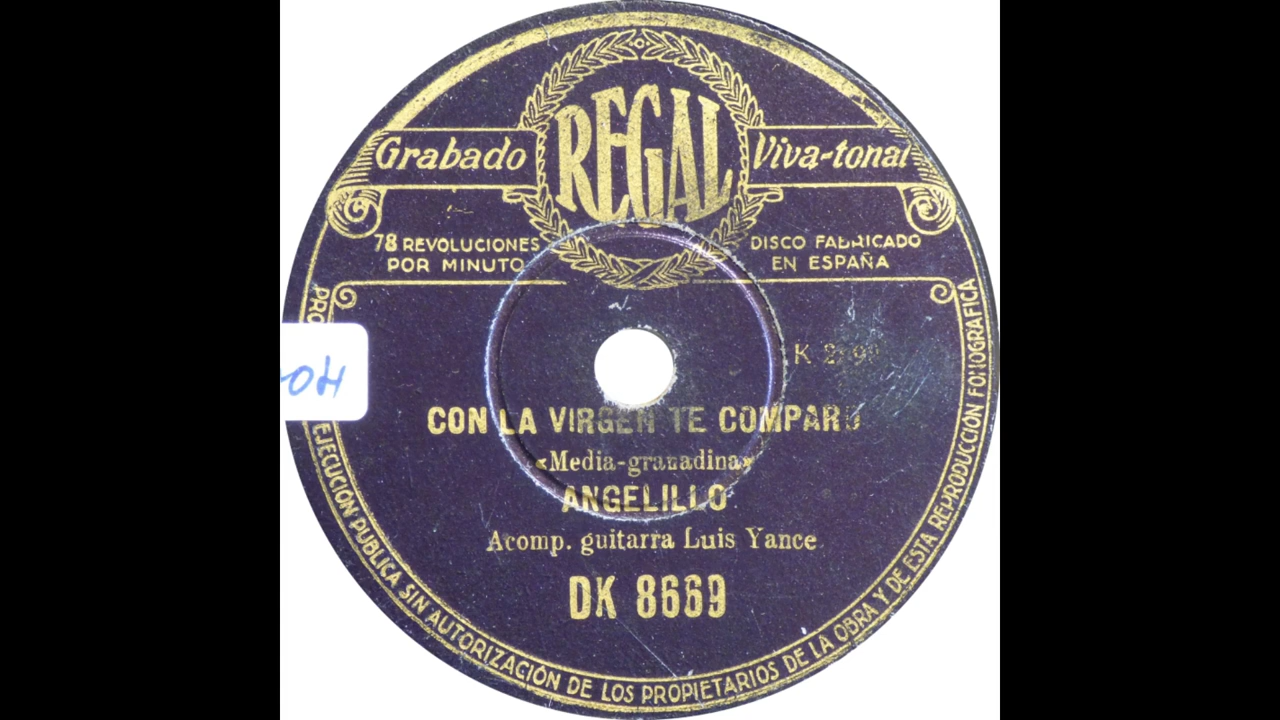 REGAL
Grabado Viva-tonal
78 REVOLUCIONES POR MINUTO
DISCO FABRICADO EN ESPAÑA
K
CON LA VIRGEN TE COMPARO
«Media-granadina»
ANGELILLO
Acomp. guitarra Luis Yance
DK 8669
EJECUCIÓN PUBLICA SIN AUTORIZACIÓN DE LOS PROPIETARIOS DE LA OBRA Y DE ESTA REPRODUCCIÓN FONOGRAFICA